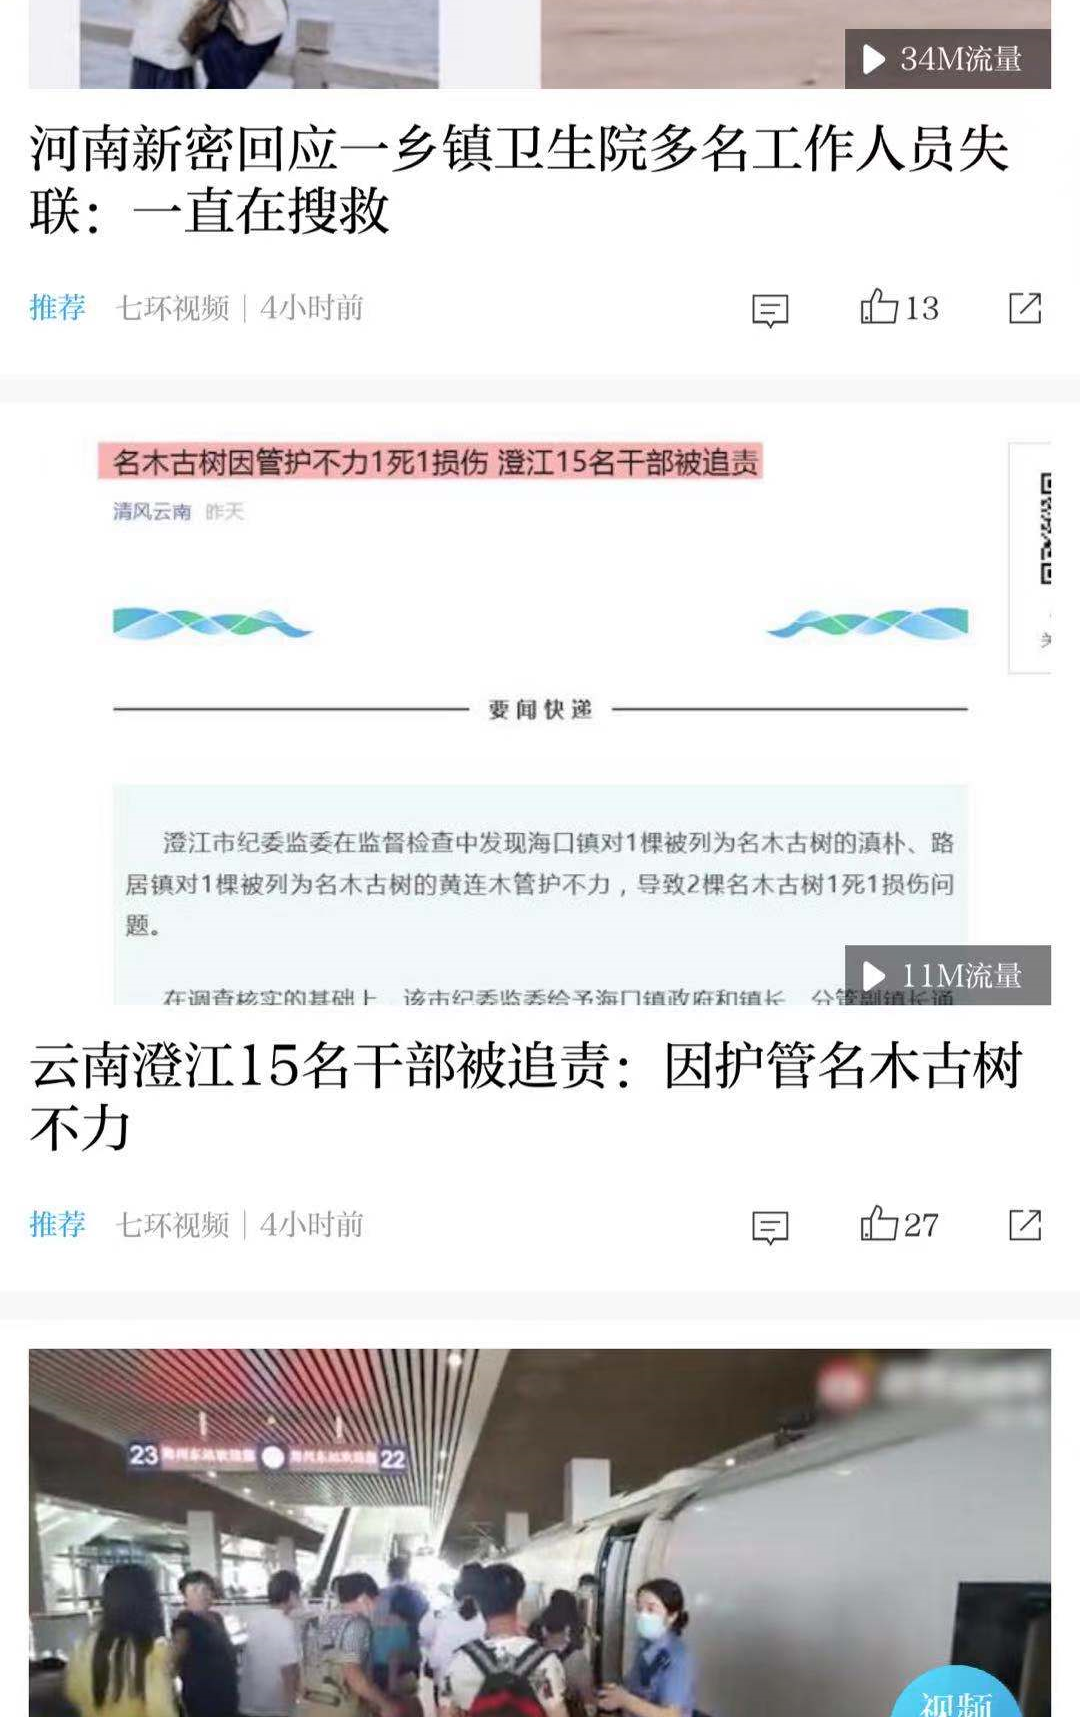 34M流量
河南新密回应一乡镇卫生院多名工作人员失
联：一直在搜救
推荐 七环视频 | 4小时前
13
名木古树因管护不力1死1损伤 澄江15名干部被追责
清风云南 昨天
要闻快递
澄江市纪委监委在监督检查中发现海口镇对1棵被列为名木古树的滇朴、路
居镇对1棵被列为名木古树的黄连木管护不力，导致2棵名木古树1死1损伤问
题。
在调查核实的基础上，该市纪委监委给予海口镇政府和镇长、分管副镇长通
11M流量
云南澄江15名干部被追责：因护管名木古树
不力
推荐 七环视频 | 4小时前
27
23
22
视频